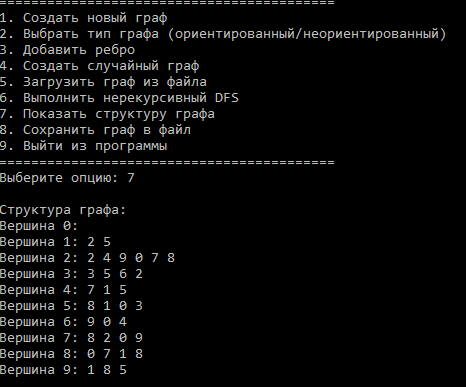 =========================================
1. Создать новый граф
2. Выбрать тип графа (ориентированный/неориентированный)
3. Добавить ребро
4. Создать случайный граф
5. Загрузить граф из файла
6. Выполнить нерекурсивный DFS
7. Показать структуру графа
8. Сохранить граф в файл
9. Выйти из программы
=========================================
Выберите опцию: 7
Структура графа:
Вершина 0:
Вершина 1: 2 5
Вершина 2: 2 4 9 0 7 8
Вершина 3: 3 5 6 2
Вершина 4: 7 1 5
Вершина 5: 8 1 0 3
Вершина 6: 9 0 4
Вершина 7: 8 2 0 9
Вершина 8: 0 7 1 8
Вершина 9: 1 8 5